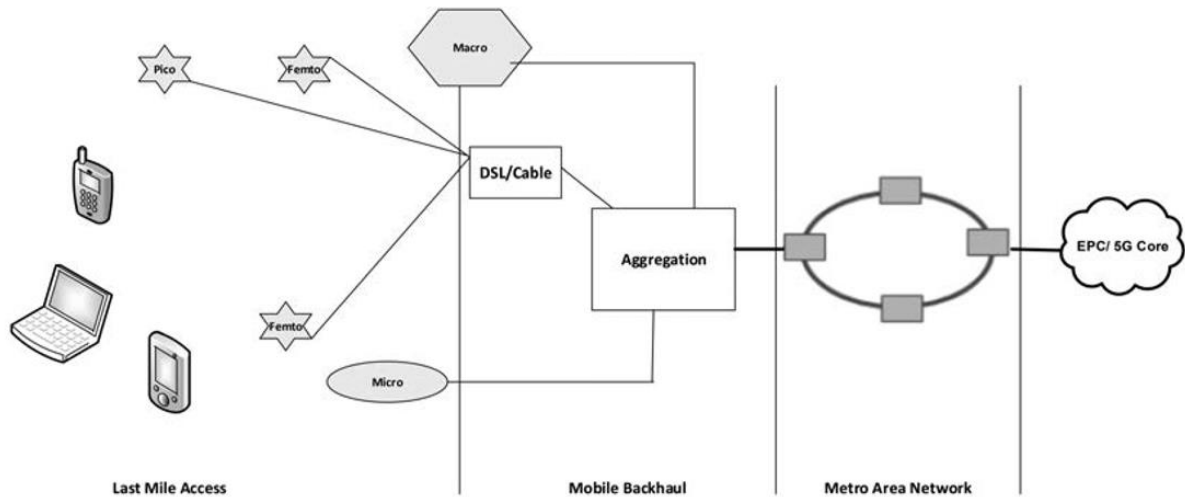 Macro
Pico
Femto
DSL/Cable
Aggregation
EPC/ 5G Core
Femto
Micro
Last Mile Access
Mobile Backhaul
Metro Area Network